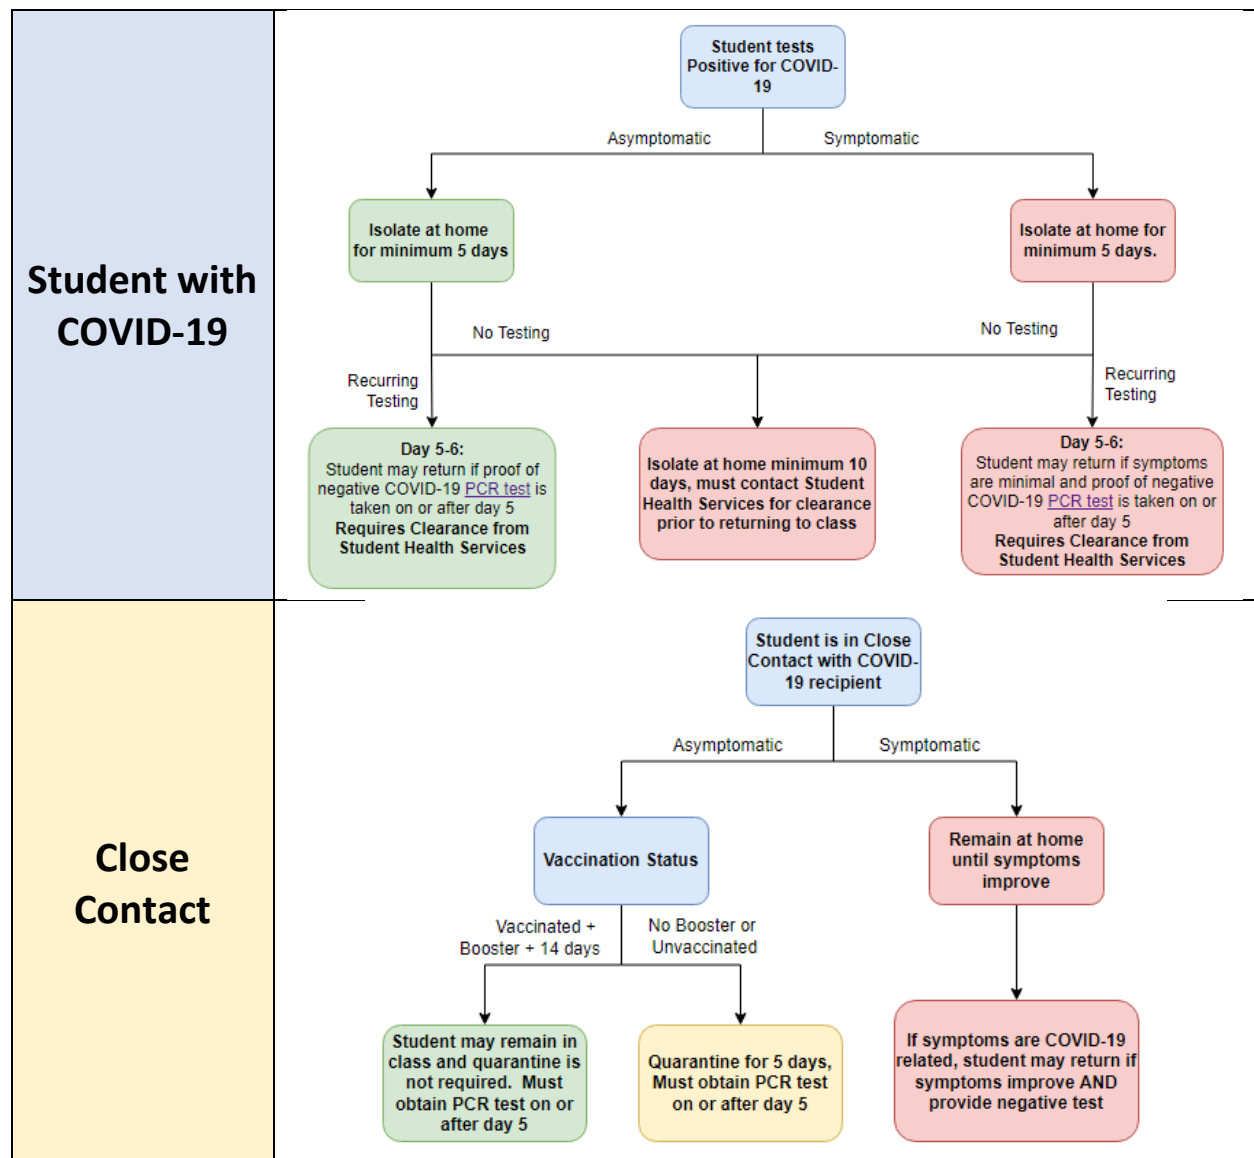 Student with
COVID-19
Student tests
Positive for COVID-
19
Asymptomatic
Symptomatic
Isolate at home
for minimum 5 days
Isolate at home for
minimum 5 days.
No Testing
No Testing
Recurring
Testing
Recurring
Testing
Day 5-6:
Student may return if proof of
negative COVID-19 PCR test is
taken on or after day 5
Requires Clearance from
Student Health Services
Isolate at home minimum 10
days, must contact Student
Health Services for clearance
prior to returning to class
Day 5-6:
Student may return if symptoms
are minimal and proof of negative
COVID-19 PCR test is taken on or
after day 5
Requires Clearance from
Student Health Services
Close
Contact
Student is in Close
Contact with COVID-
19 recipient
Asymptomatic
Symptomatic
Vaccination Status
Remain at home
until symptoms
improve
Vaccinated +
Booster + 14 days
No Booster or
Unvaccinated
Student may remain in
class and quarantine is
not required. Must
obtain PCR test on or
after day 5
Quarantine for 5 days,
Must obtain PCR test
on or after day 5
If symptoms are COVID-19
related, student may return if
symptoms improve AND
provide negative test